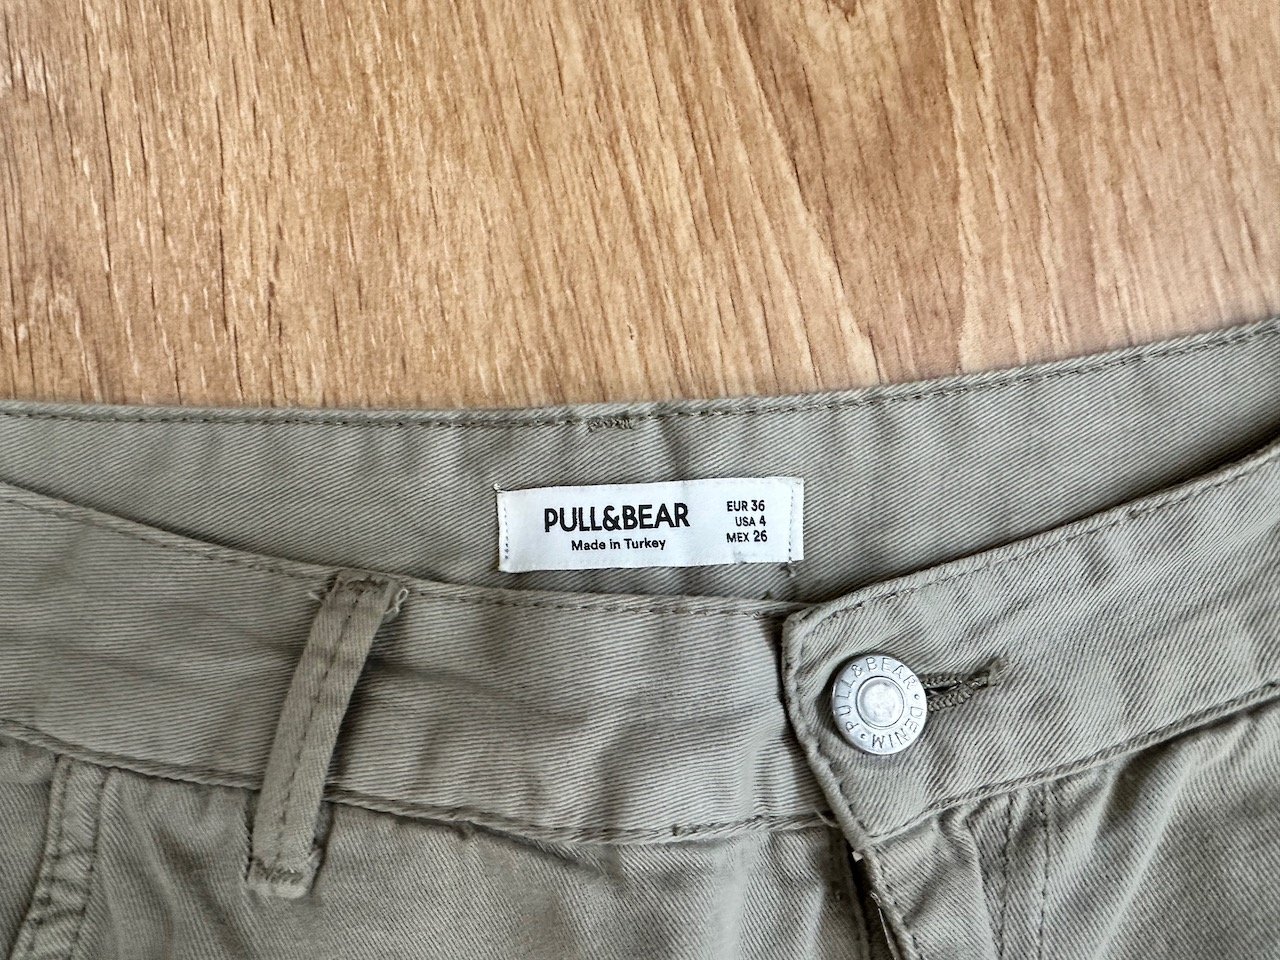 PULL&BEAR
Made in Turkey
EUR 36
USA 4
MEX 26
PULL&BEAR • DENIM •